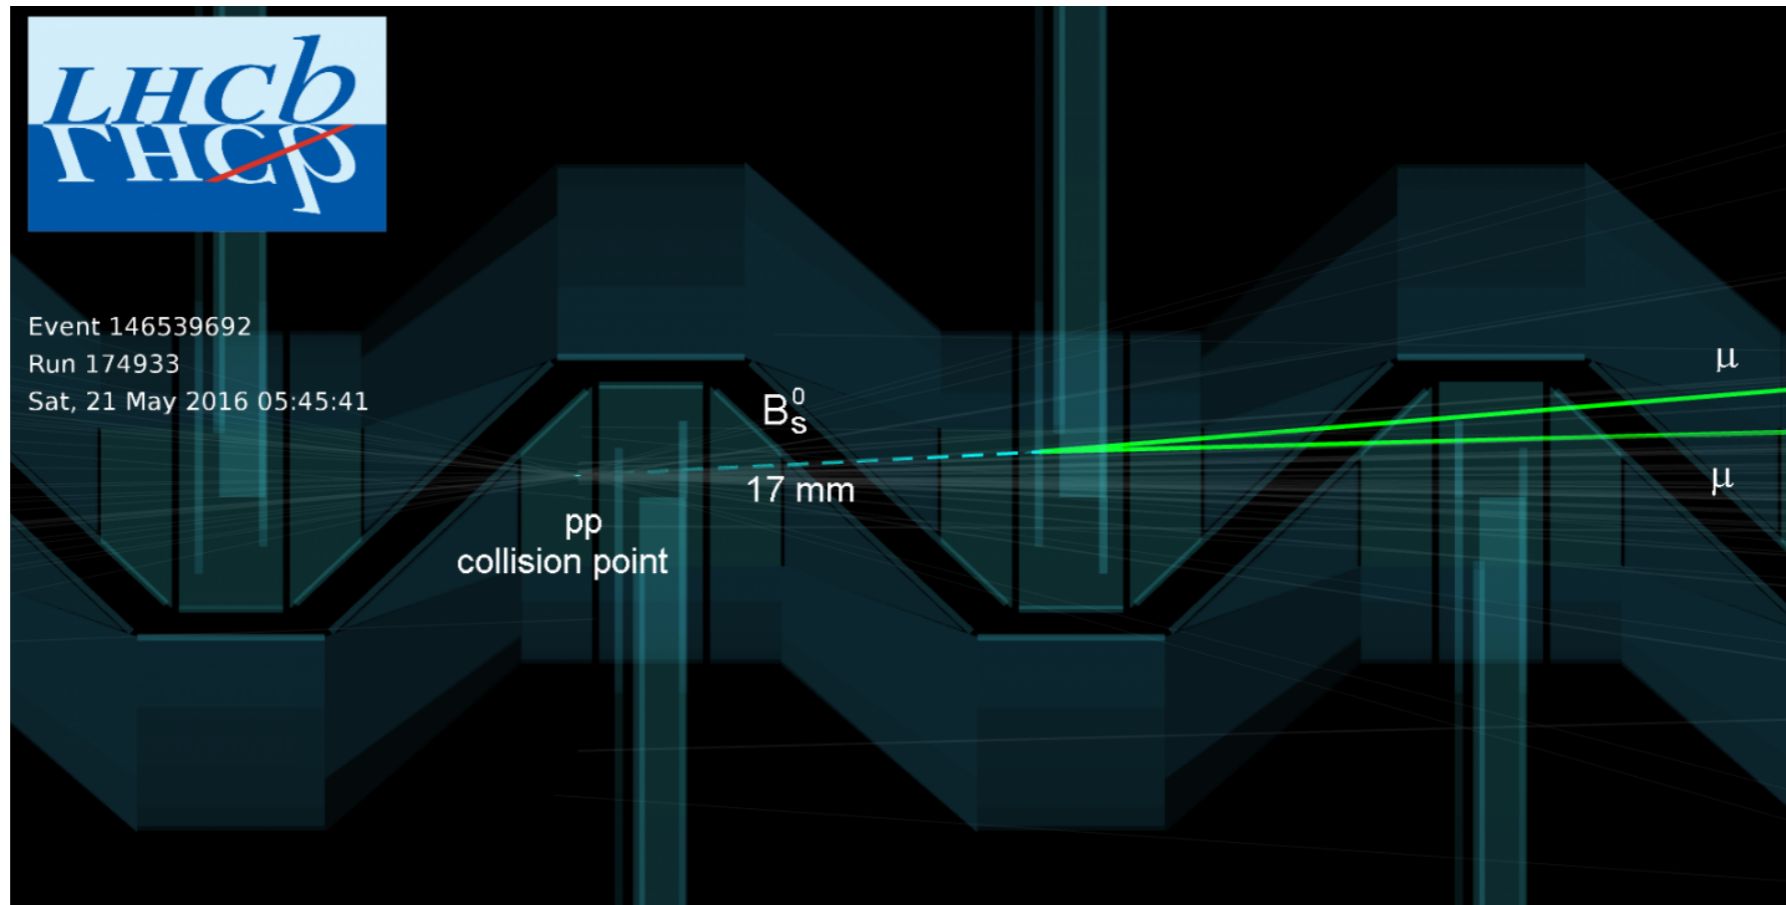 LHCb
LHCb
Event 146539692
Run 174933
Sat, 21 May 2016 05:45:41
μ
B⁰ₛ
17 mm
μ
pp
collision point